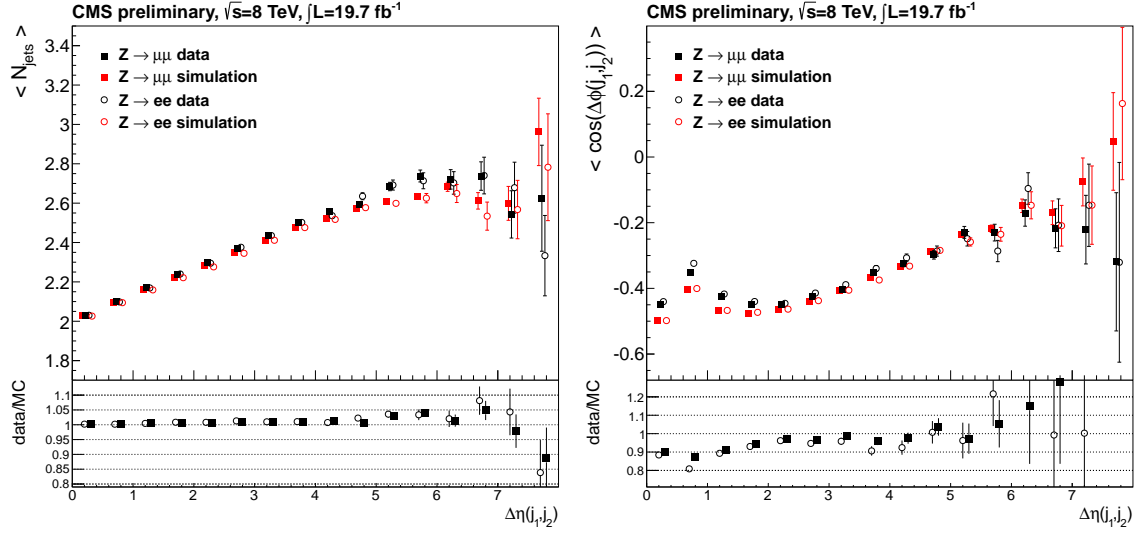 CMS preliminary, √s=8 TeV, ∫L=19.7 fb⁻¹
< N_jets >
3.4
3.2
3
2.8
2.6
2.4
2.2
2
1.8
Z → μμ data
Z → μμ simulation
Z → ee data
Z → ee simulation
data/MC
1.1
1.05
1
0.95
0.9
0.85
0.8
0 1 2 3 4 5 6 7
Δη(j₁,j₂)
CMS preliminary, √s=8 TeV, ∫L=19.7 fb⁻¹
< cos(Δϕ(j₁,j₂)) >
0.2
0
-0.2
-0.4
-0.6
Z → μμ data
Z → μμ simulation
Z → ee data
Z → ee simulation
data/MC
1.2
1.1
1
0.9
0.8
0 1 2 3 4 5 6 7
Δη(j₁,j₂)